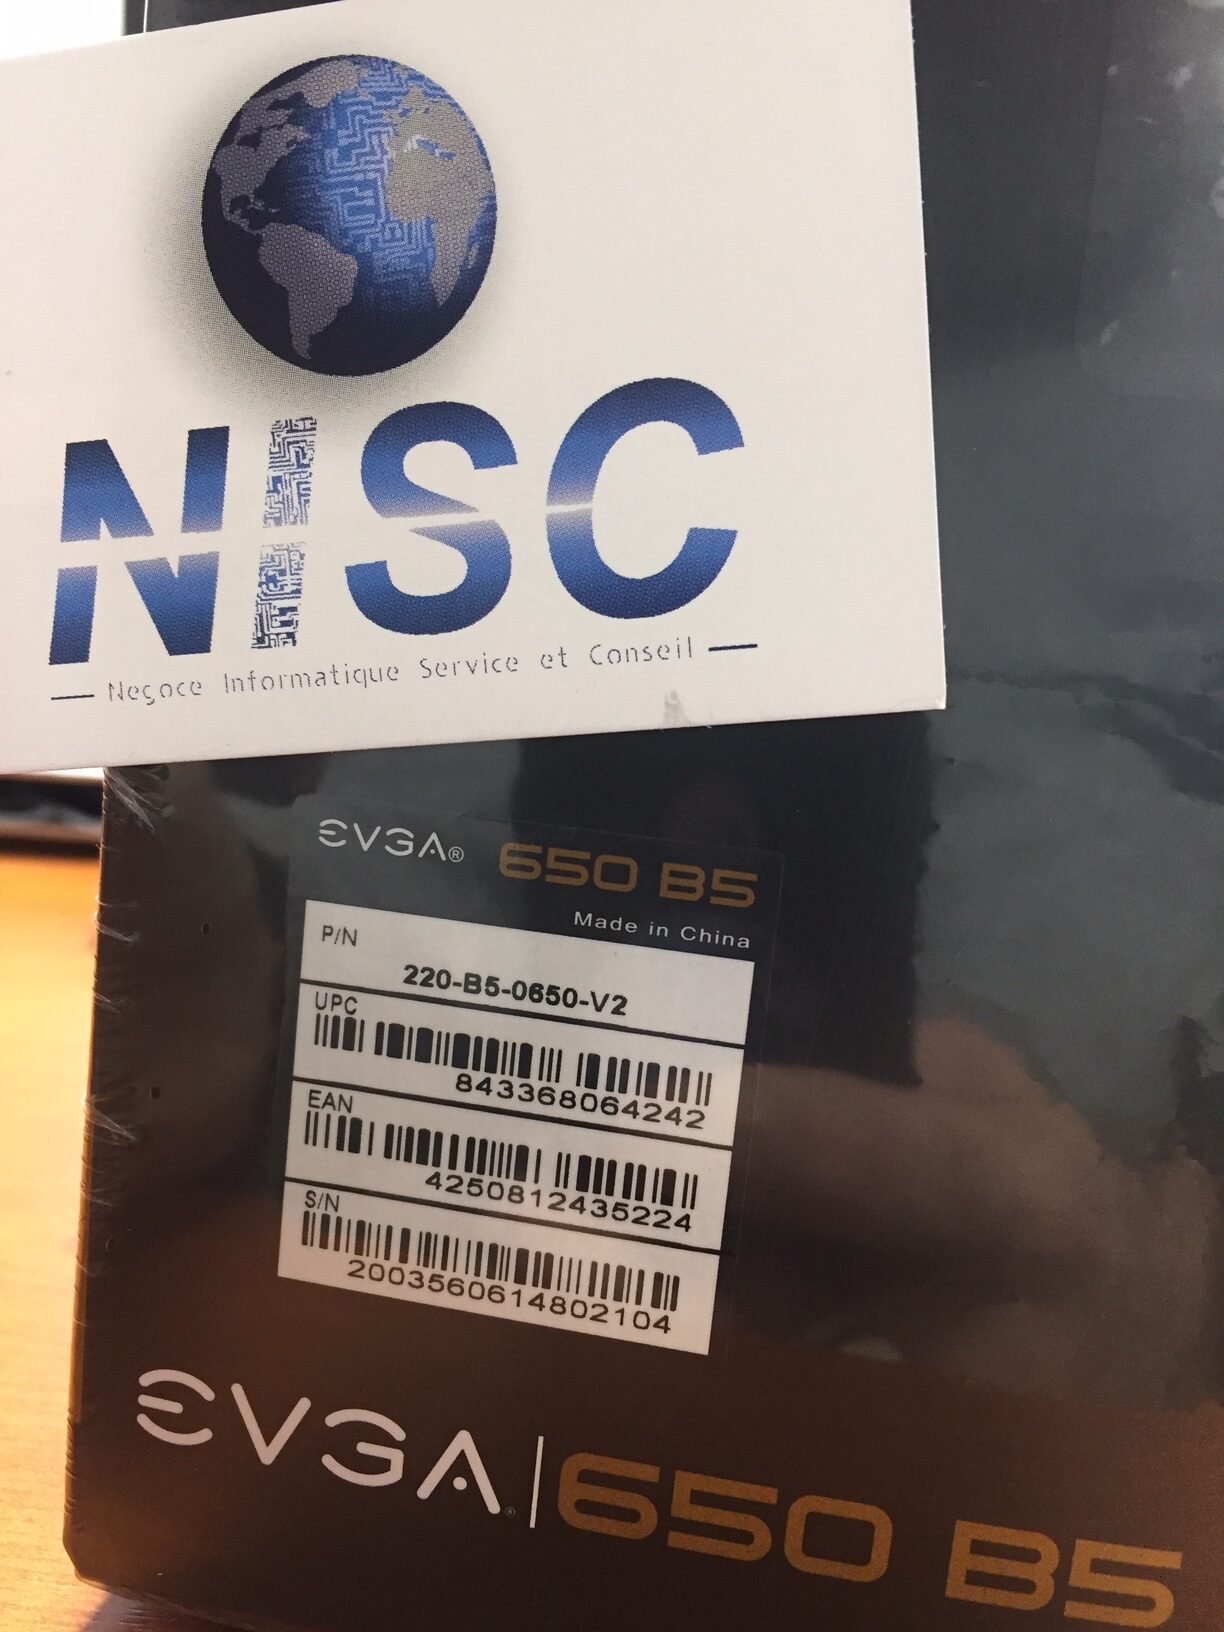 NISC
Negoce Informatique Service et Conseil
EVGA® 650 B5
Made in China
P/N
220-B5-0650-V2
UPC
843368064242
EAN
4250812435224
S/N
2003560614802104
EVGA® | 650 B5